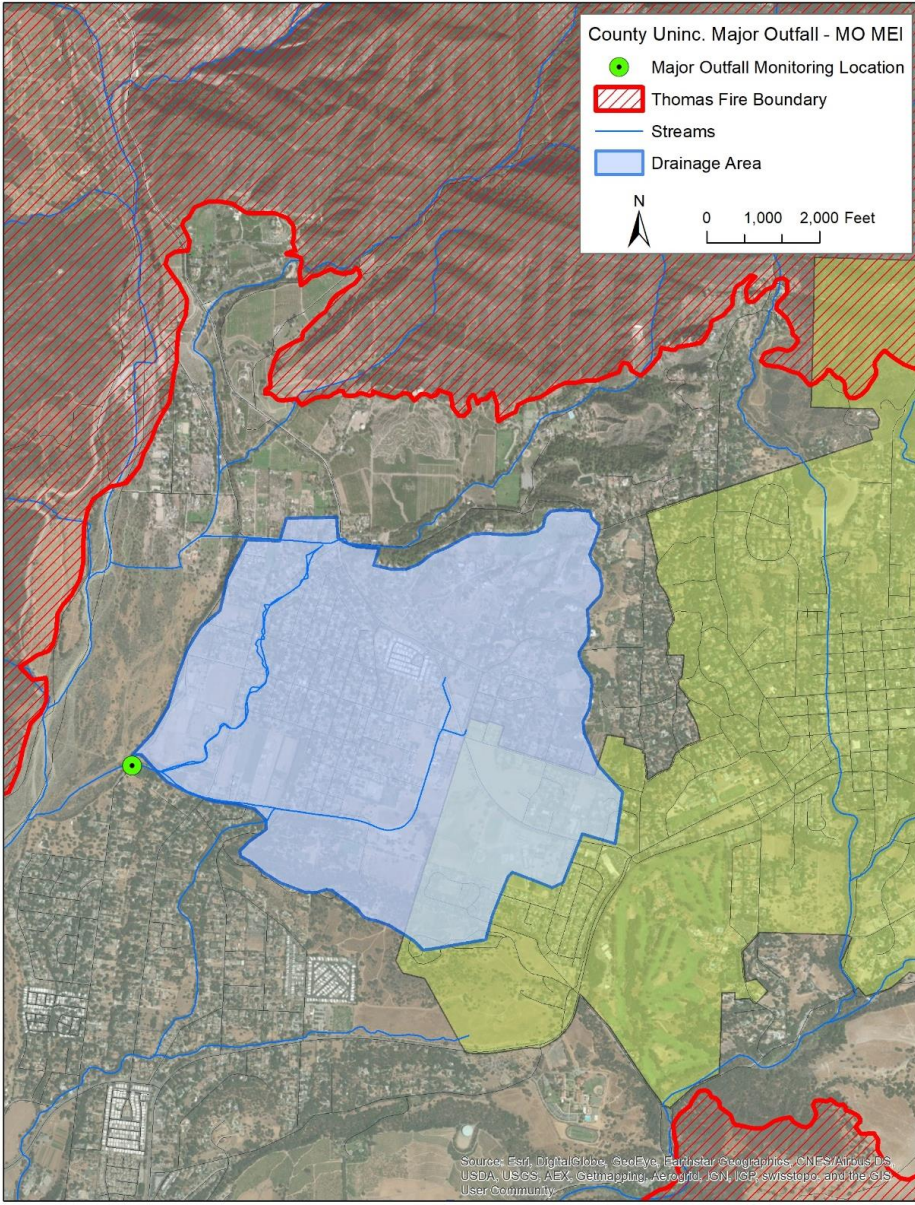 County Uninc. Major Outfall - MO MEI
Major Outfall Monitoring Location
Thomas Fire Boundary
Streams
Drainage Area
N
0 1,000 2,000 Feet
Source: Esri, DigitalGlobe, GeoEye, Earthstar Geographics, CNES/Airbus DS,
USDA, USGS, AEX, Getmapping, Aerogrid, IGN, IGP, swisstopo, and the GIS
User Community